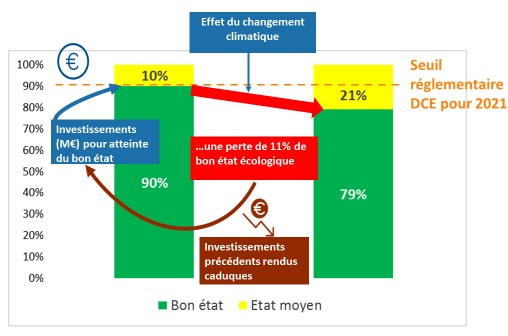 Effet du changement
climatique
€
100%
90%
80%
70%
60%
50%
40%
30%
20%
10%
0%
10%
21%
Seuil
réglementaire
DCE pour 2021
Investissements
(M€) pour atteinte
du bon état
…une perte de 11% de
bon état écologique
90%
79%
€
Investissements
précédents rendus
caduques
Bon état
Etat moyen